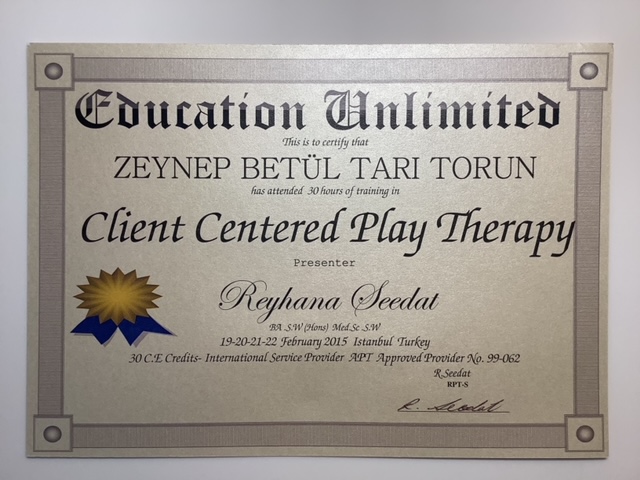 Education Unlimited
This is to certify that
ZEYNEP BETÜL TARI TORUN
has attended 30 hours of training in
Client Centered Play Therapy
Presenter
Reyhana Seedat
BA .S.W (Hons) Med.Sc .S.W
19-20-21-22 February 2015 Istanbul Turkey
30 C.E Credits- International Service Provider APT Approved Provider No. 99-062
R.Seedat
RPT-S
R. Seedat